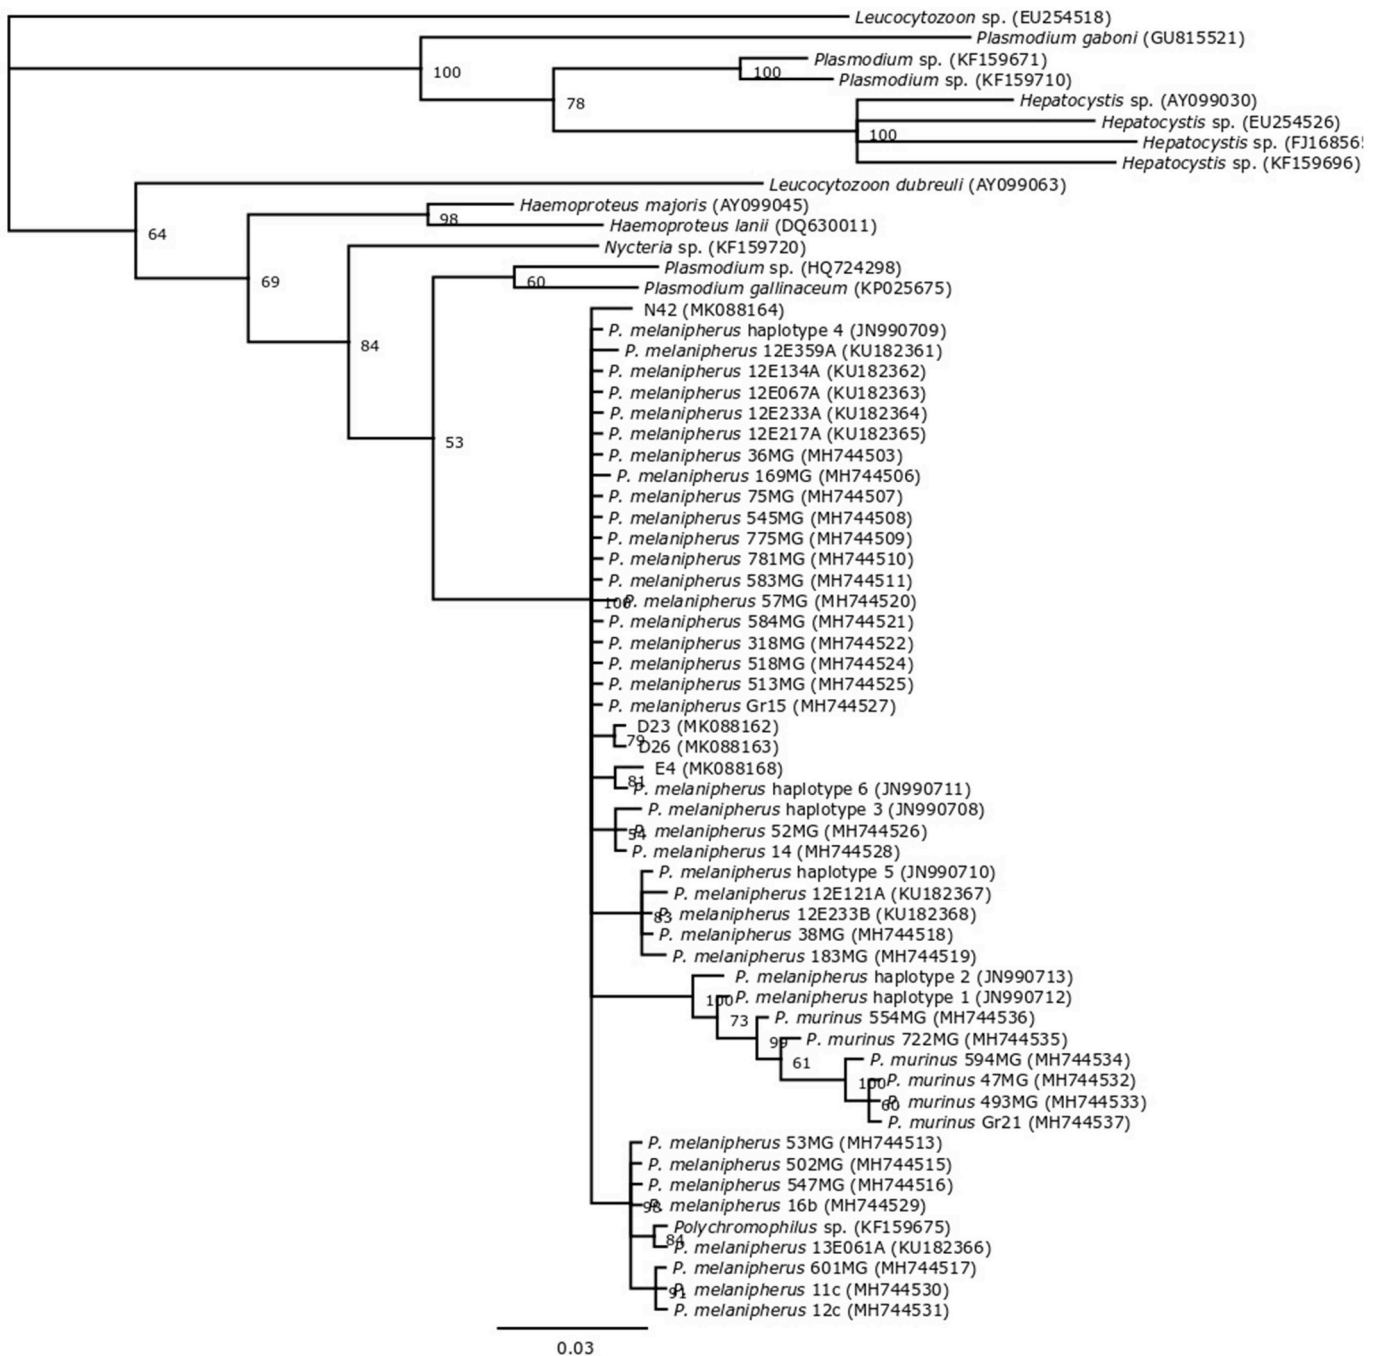 Leucocytozoon sp. (EU254518)
Plasmodium gaboni (GU815521)
Plasmodium sp. (KF159671)
100
100
Plasmodium sp. (KF159710)
78
Hepatocystis sp. (AY099030)
Hepatocystis sp. (EU254526)
100
Hepatocystis sp. (FJ16856
Hepatocystis sp. (KF159696)
Leucocytozoon dubreuli (AY099063)
Haemoproteus majoris (AY099045)
98
Haemoproteus lanii (DQ630011)
64
Nycteria sp. (KF159720)
Plasmodium sp. (HQ724298)
69
60
Plasmodium gallinaceum (KP025675)
N42 (MK088164)
P. melanipherus haplotype 4 (JN990709)
84
P. melanipherus 12E359A (KU182361)
P. melanipherus 12E134A (KU182362)
P. melanipherus 12E067A (KU182363)
P. melanipherus 12E233A (KU182364)
P. melanipherus 12E217A (KU182365)
53
P. melanipherus 36MG (MH744503)
P. melanipherus 169MG (MH744506)
P. melanipherus 75MG (MH744507)
P. melanipherus 545MG (MH744508)
P. melanipherus 775MG (MH744509)
P. melanipherus 781MG (MH744510)
P. melanipherus 583MG (MH744511)
100
P. melanipherus 57MG (MH744520)
P. melanipherus 584MG (MH744521)
P. melanipherus 318MG (MH744522)
P. melanipherus 518MG (MH744524)
P. melanipherus 513MG (MH744525)
P. melanipherus Gr15 (MH744527)
D23 (MK088162)
79
D26 (MK088163)
E4 (MK088168)
81
P. melanipherus haplotype 6 (JN990711)
P. melanipherus haplotype 3 (JN990708)
54
P. melanipherus 52MG (MH744526)
P. melanipherus 14 (MH744528)
P. melanipherus haplotype 5 (JN990710)
P. melanipherus 12E121A (KU182367)
83
P. melanipherus 12E233B (KU182368)
P. melanipherus 38MG (MH744518)
P. melanipherus 183MG (MH744519)
P. melanipherus haplotype 2 (JN990713)
100
P. melanipherus haplotype 1 (JN990712)
73
P. murinus 554MG (MH744536)
99
P. murinus 722MG (MH744535)
61
P. murinus 594MG (MH744534)
100
P. murinus 47MG (MH744532)
60
P. murinus 493MG (MH744533)
P. murinus Gr21 (MH744537)
P. melanipherus 53MG (MH744513)
P. melanipherus 502MG (MH744515)
P. melanipherus 547MG (MH744516)
P. melanipherus 16b (MH744529)
Polychromophilus sp. (KF159675)
84
P. melanipherus 13E061A (KU182366)
P. melanipherus 601MG (MH744517)
91
P. melanipherus 11c (MH744530)
P. melanipherus 12c (MH744531)
0.03